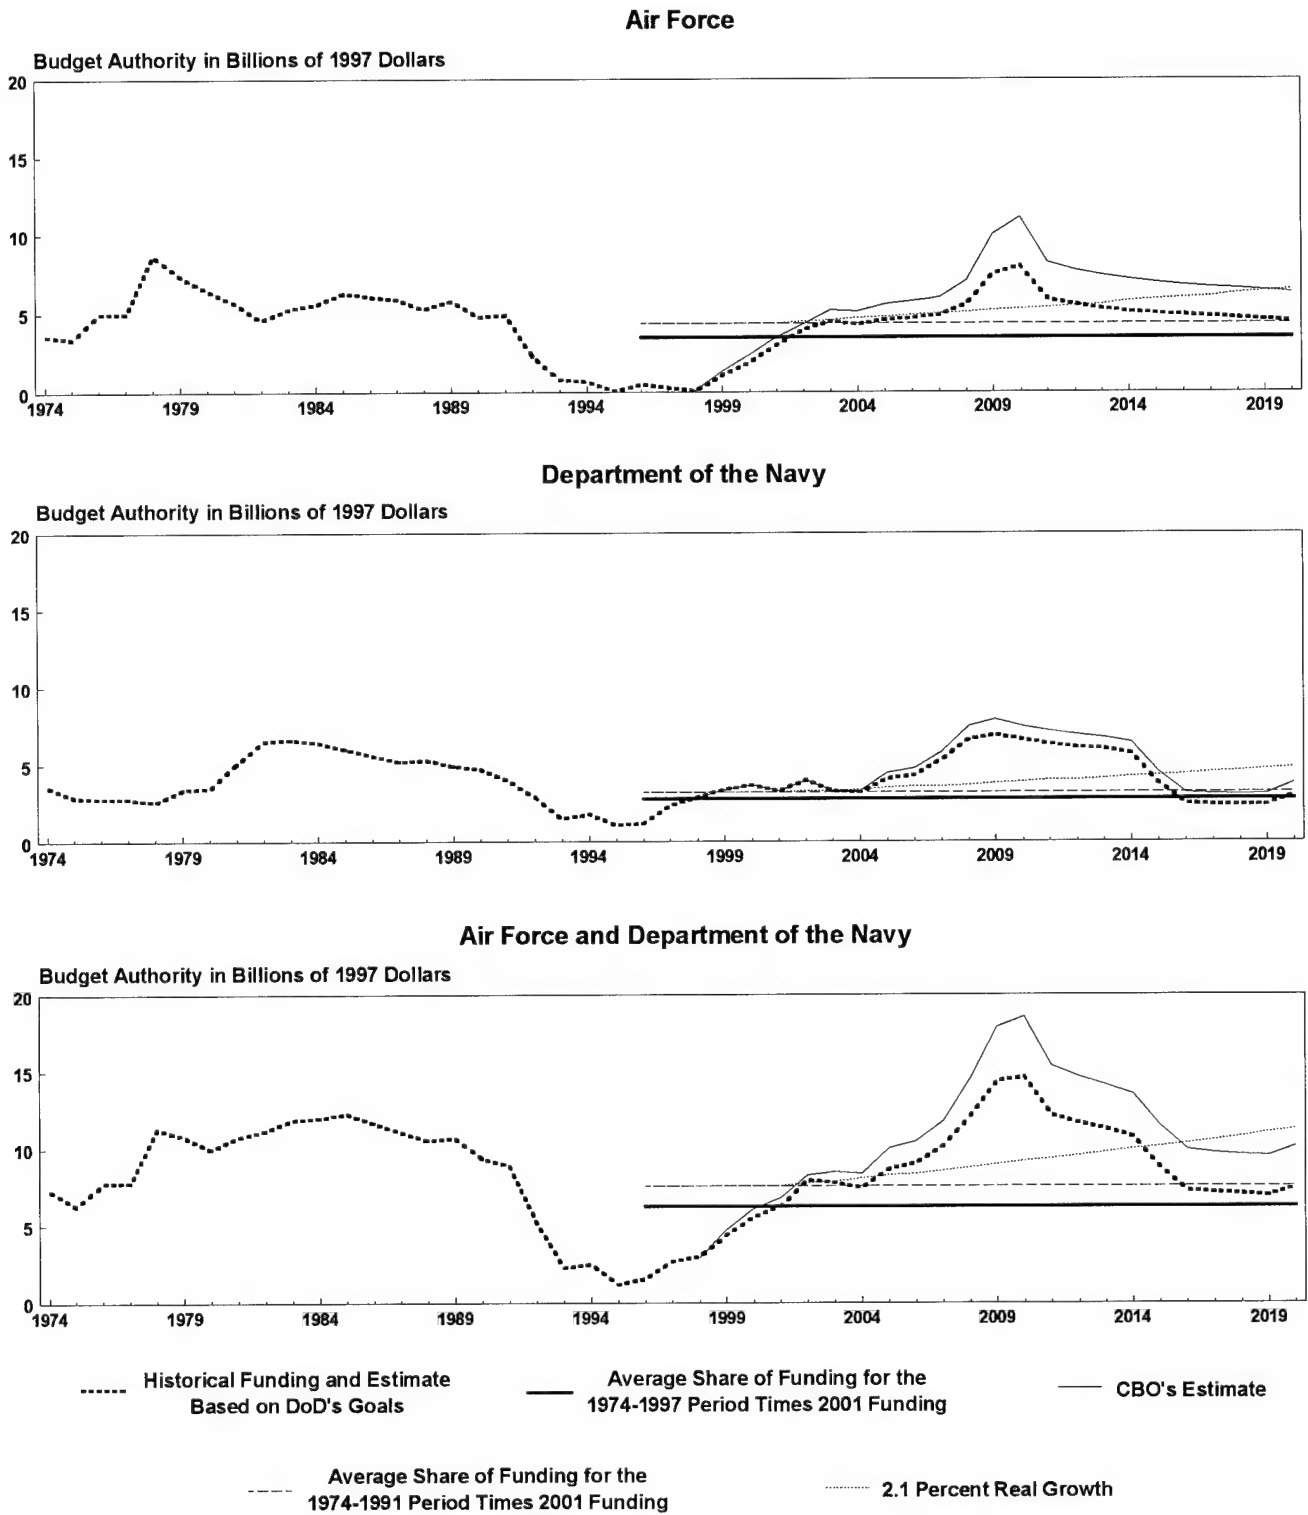 Air Force
Budget Authority in Billions of 1997 Dollars
20
15
10
5
0
1974 1979 1984 1989 1994 1999 2004 2009 2014 2019
Department of the Navy
Budget Authority in Billions of 1997 Dollars
20
15
10
5
0
1974 1979 1984 1989 1994 1999 2004 2009 2014 2019
Air Force and Department of the Navy
Budget Authority in Billions of 1997 Dollars
20
15
10
5
0
1974 1979 1984 1989 1994 1999 2004 2009 2014 2019
Historical Funding and Estimate
Based on DoD's Goals
Average Share of Funding for the
1974-1997 Period Times 2001 Funding
CBO's Estimate
Average Share of Funding for the
1974-1991 Period Times 2001 Funding
2.1 Percent Real Growth